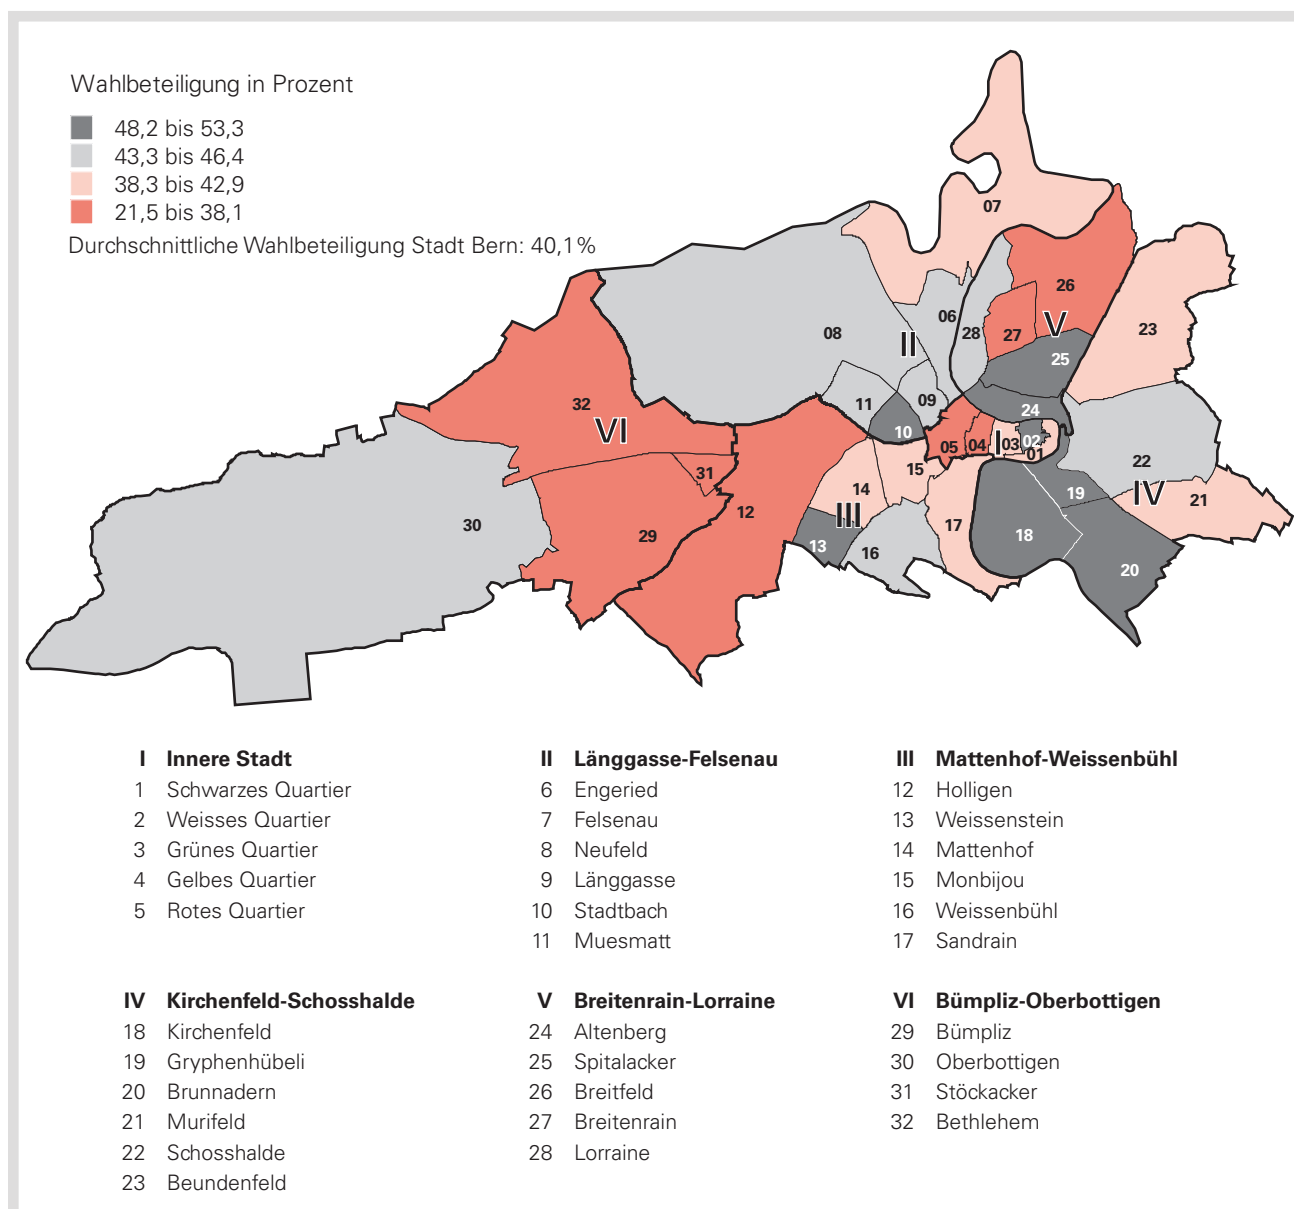 Wahlbeteiligung in Prozent
48,2 bis 53,3
43,3 bis 46,4
38,3 bis 42,9
21,5 bis 38,1
Durchschnittliche Wahlbeteiligung Stadt Bern: 40,1%
07
26
23
08
06
28
27
V
II
25
32
VI
11
09
24
10
05
04
I
03
02
01
22
31
15
14
19
IV
21
12
III
30
29
13
16
17
18
20
I Innere Stadt
1 Schwarzes Quartier
2 Weisses Quartier
3 Grünes Quartier
4 Gelbes Quartier
5 Rotes Quartier
II Länggasse-Felsenau
6 Engeried
7 Felsenau
8 Neufeld
9 Länggasse
10 Stadtbach
11 Muesmatt
III Mattenhof-Weissenbühl
12 Holligen
13 Weissenstein
14 Mattenhof
15 Monbijou
16 Weissenbühl
17 Sandrain
IV Kirchenfeld-Schosshalde
18 Kirchenfeld
19 Gryphenhübeli
20 Brunnadern
21 Murifeld
22 Schosshalde
23 Beundenfeld
V Breitenrain-Lorraine
24 Altenberg
25 Spitalacker
26 Breitfeld
27 Breitenrain
28 Lorraine
VI Bümpliz-Oberbottigen
29 Bümpliz
30 Oberbottigen
31 Stöckacker
32 Bethlehem